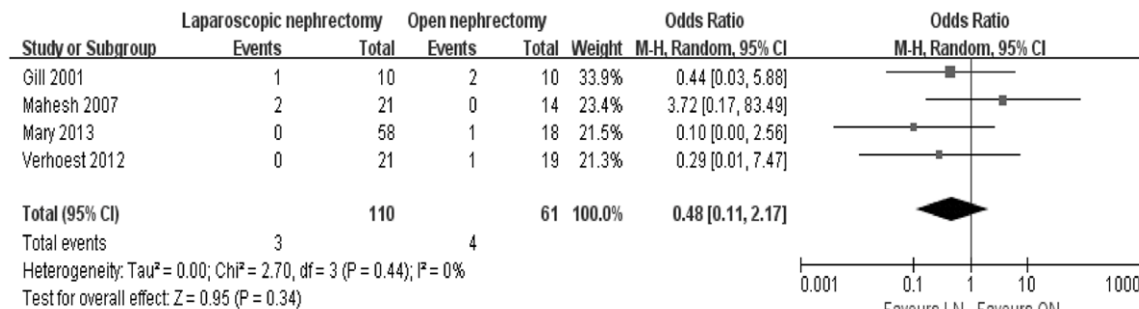 Laparoscopic nephrectomy Open nephrectomy Odds Ratio Odds Ratio
Study or Subgroup Events Total Events Total Weight M-H, Random, 95% CI M-H, Random, 95% CI
Gill 2001 1 10 2 10 33.9% 0.44 [0.03, 5.88]
Mahesh 2007 2 21 0 14 23.4% 3.72 [0.17, 83.49]
Mary 2013 0 58 1 18 21.5% 0.10 [0.00, 2.56]
Verhoest 2012 0 21 1 19 21.3% 0.29 [0.01, 7.47]
Total (95% CI) 110 61 100.0% 0.48 [0.11, 2.17]
Total events 3 4
Heterogeneity: Tau² = 0.00; Chi² = 2.70, df = 3 (P = 0.44); I² = 0%
Test for overall effect: Z = 0.95 (P = 0.34)
0.001 0.1 1 10 1000
Favours LN Favours ON